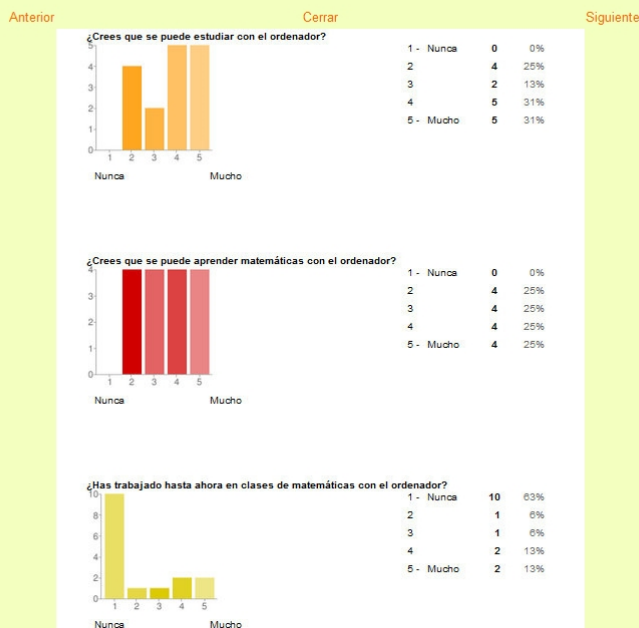 Anterior Cerrar Siguiente
¿Crees que se puede estudiar con el ordenador?
5
4
3
2
1
0
1 2 3 4 5
Nunca Mucho
1 - Nunca 0 0%
2 4 25%
3 2 13%
4 5 31%
5 - Mucho 5 31%
¿Crees que se puede aprender matemáticas con el ordenador?
4
3
2
1
0
1 2 3 4 5
Nunca Mucho
1 - Nunca 0 0%
2 4 25%
3 4 25%
4 4 25%
5 - Mucho 4 25%
¿Has trabajado hasta ahora en clases de matemáticas con el ordenador?
10
8
6
4
2
0
1 2 3 4 5
Nunca Mucho
1 - Nunca 10 63%
2 1 6%
3 1 6%
4 2 13%
5 - Mucho 2 13%